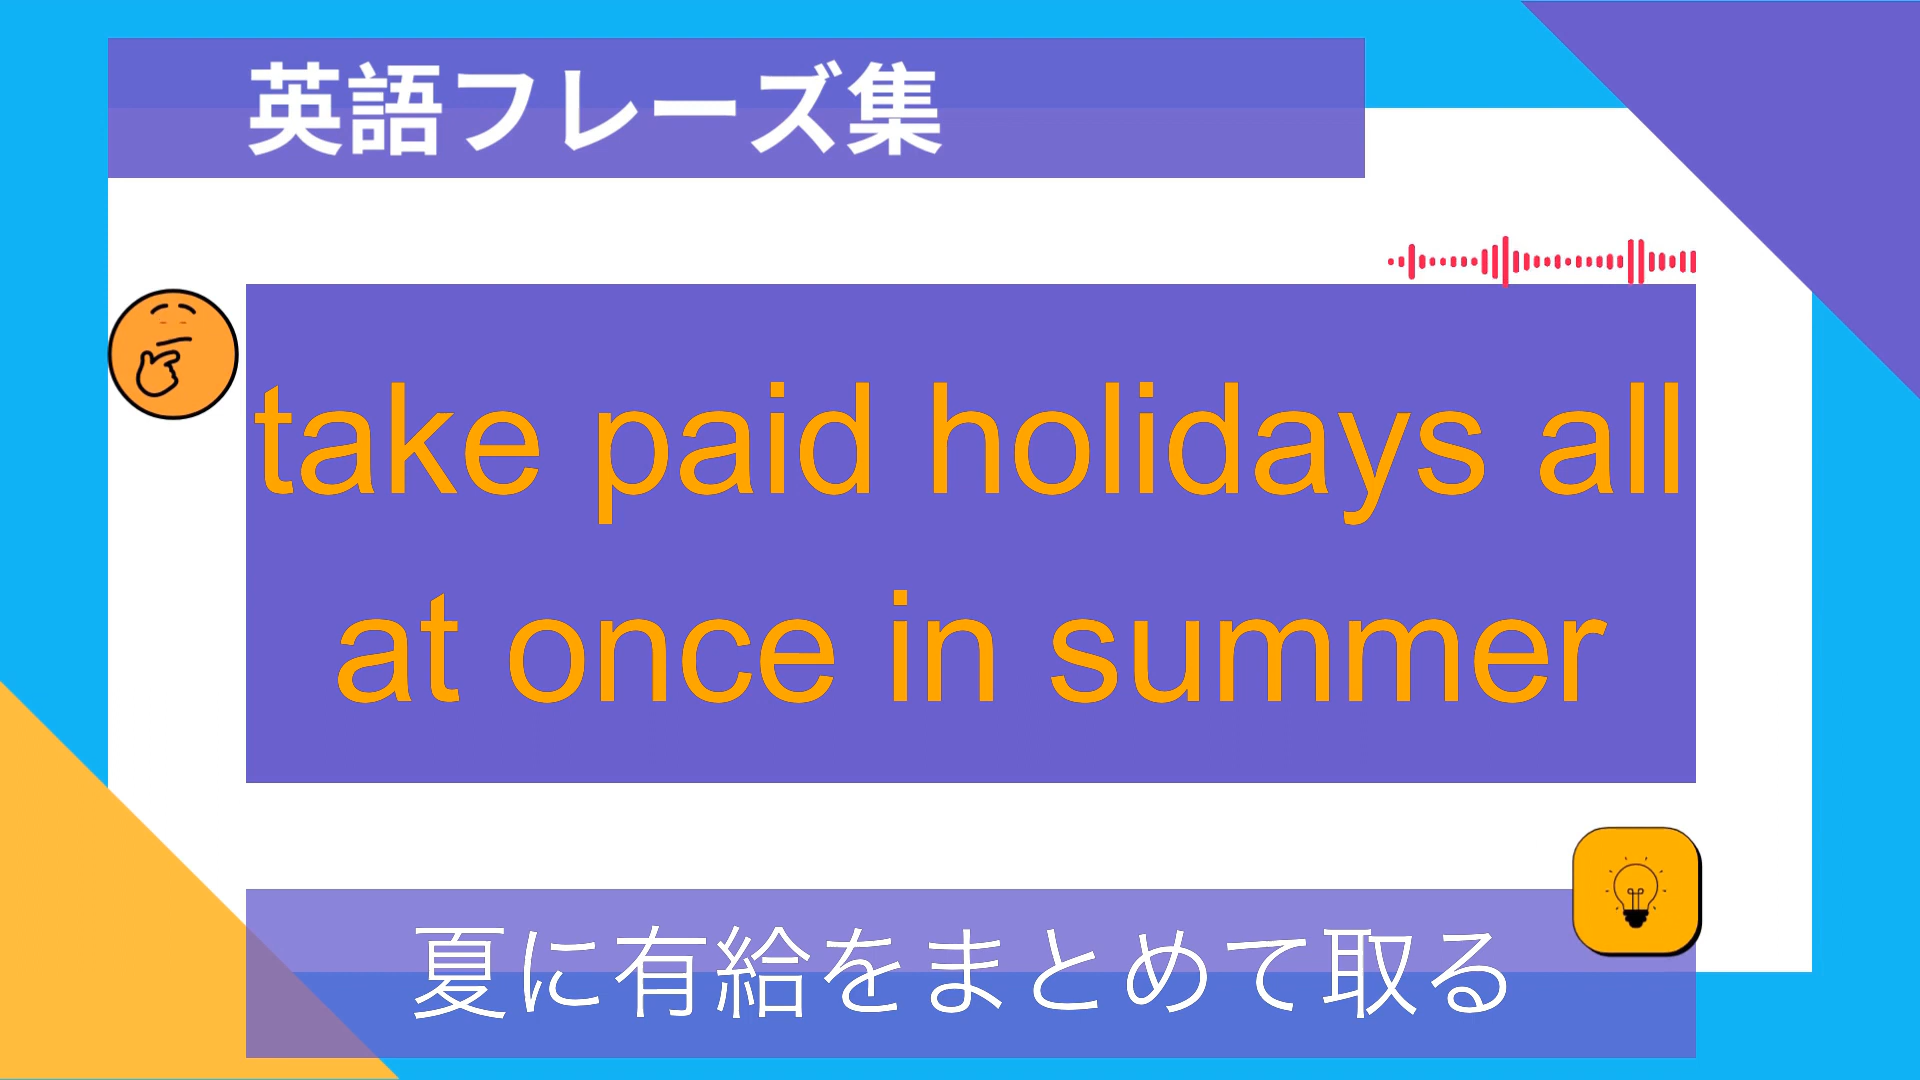 英語フレーズ集
take paid holidays all
at once in summer
夏に有給をまとめて取る